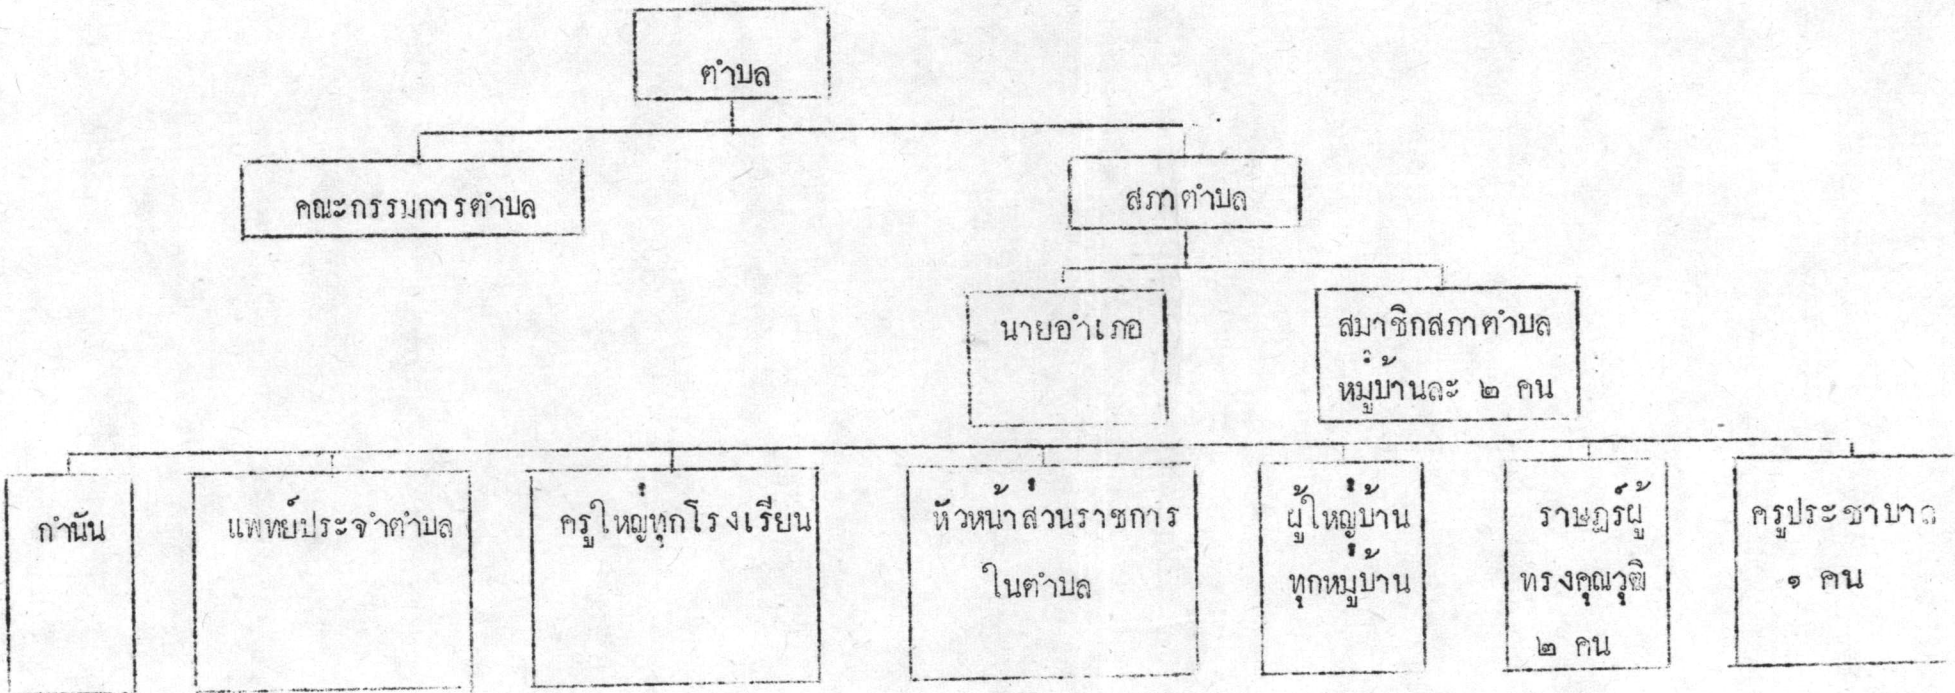 ตำบล
คณะกรรมการตำบล
สภาตำบล
นายอำเภอ
สมาชิกสภาตำบล
หมู่บ้านละ ๒ คน
กำนัน
แพทย์ประจำตำบล
ครูใหญ่ทุกโรงเรียน
หัวหน้าส่วนราชการ
ในตำบล
ผู้ใหญ่บ้าน
ทุกหมู่บ้าน
ราษฎร์ผู้
ทรงคุณวุฒิ
๒ คน
ครูประชาบาล
๑ คน